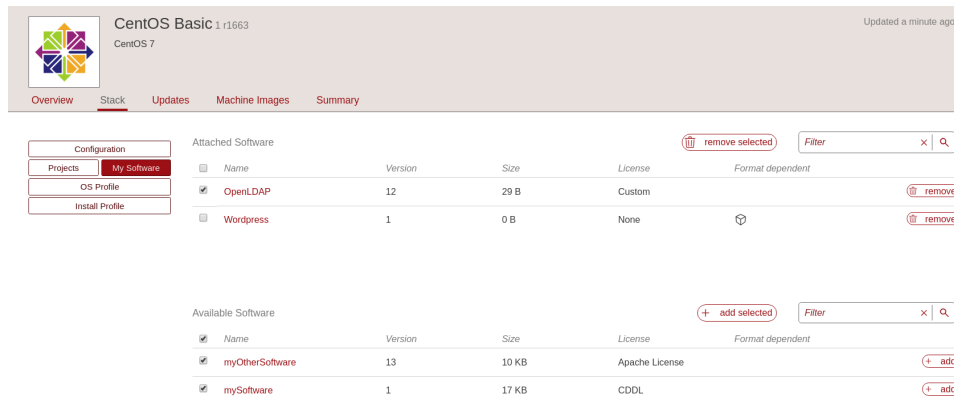 CentOS Basic 1 r1663
Updated a minute ago
CentOS 7
Overview Stack Updates Machine Images Summary
Configuration
Projects My Software
OS Profile
Install Profile
Attached Software remove selected Filter
Name Version Size License Format dependent
OpenLDAP 12 29 B Custom remove
Wordpress 1 0 B None remove
Available Software add selected Filter
Name Version Size License Format dependent
myOtherSoftware 13 10 KB Apache License add
mySoftware 1 17 KB CDDL add